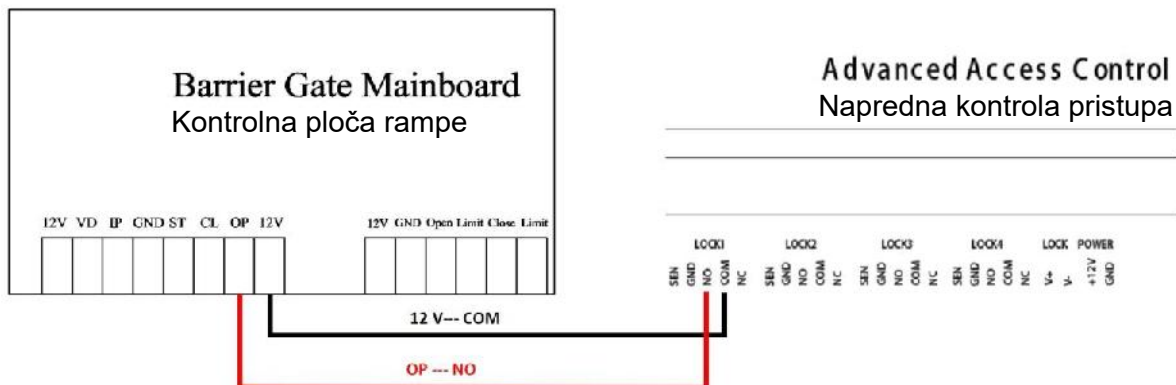 Barrier Gate Mainboard
Kontrolna ploča rampe
Advanced Access Control
Napredna kontrola pristupa
12V VD IP GND ST CL OP 12V
12V GND Open Limit Close Limit
LOCK1 LOCK2 LOCK3 LOCK4 LOCK POWER
SEN GND NO COM NC SEN GND NO COM NC SEN GND NO COM NC SEN GND NO COM NC V+ V- +12V GND
12 V--- COM
OP --- NO